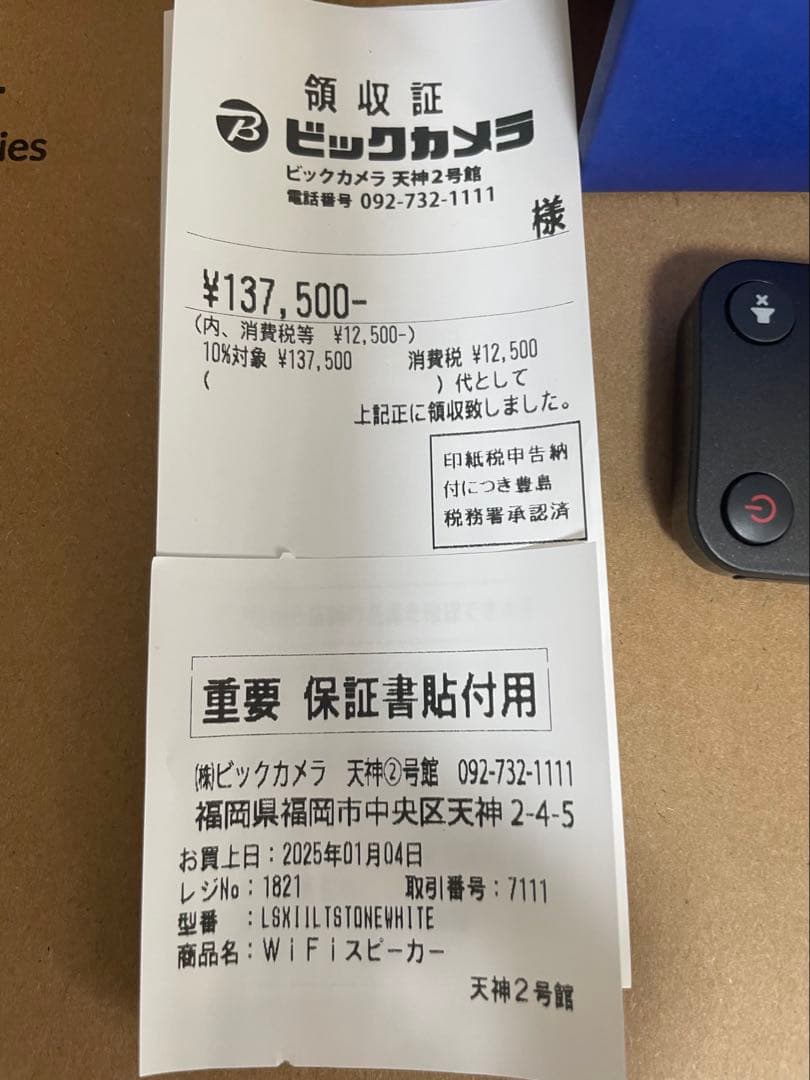 ies
領収証
B ビックカメラ
ビックカメラ 天神2号館
電話番号 092-732-1111
様
¥137,500-
(内、消費税等 ¥12,500-)
10%対象 ¥137,500 消費税 ¥12,500
( )代として
上記正に領収致しました。
印紙税申告納
付につき豊島
税務署承認済
重要 保証書貼付用
(株)ビックカメラ 天神②号館 092-732-1111
福岡県福岡市中央区天神2-4-5
お買上日:2025年01月04日
レジNo:1821 取引番号:7111
型番 :LSXIILTSTONEWHITE
商品名:WiFiスピーカー
天神2号館